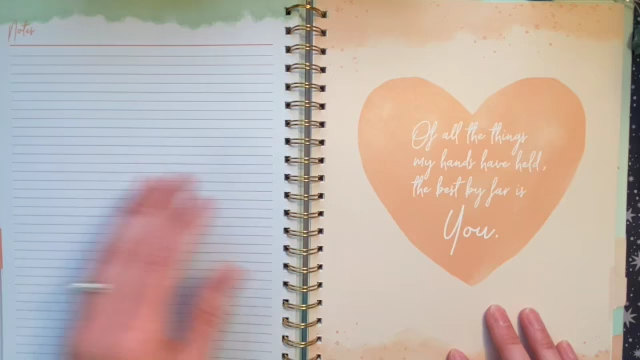 Notes
Of all the things
my hands have held,
the best by far is
You.